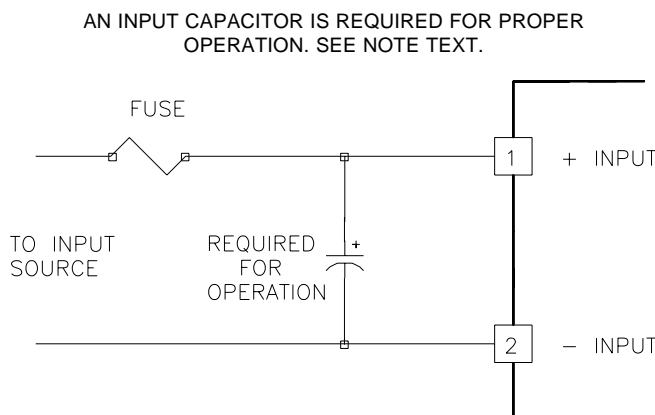 AN INPUT CAPACITOR IS REQUIRED FOR PROPER
OPERATION. SEE NOTE TEXT.
FUSE
1
+ INPUT
TO INPUT
SOURCE
REQUIRED
FOR
OPERATION
+
2
− INPUT